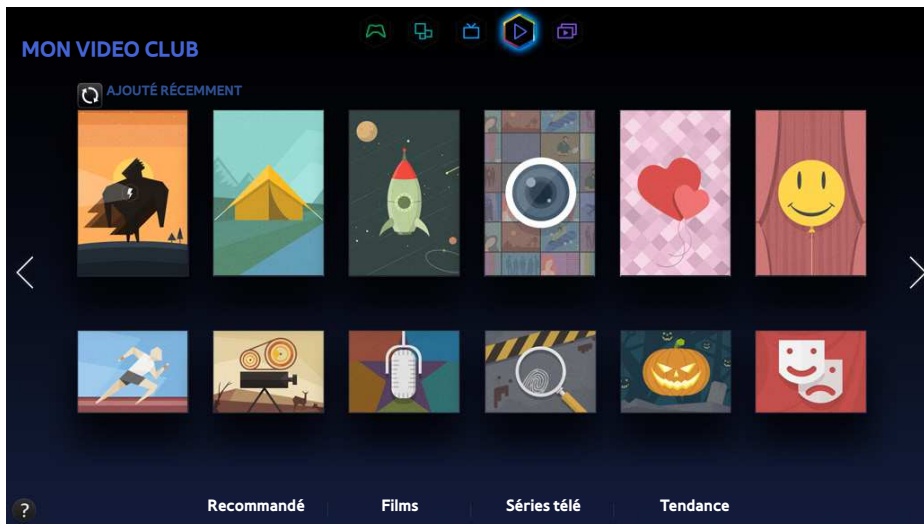 MON VIDEO CLUB
AJOUTÉ RÉCEMMENT
Recommandé Films Séries télé Tendance
?